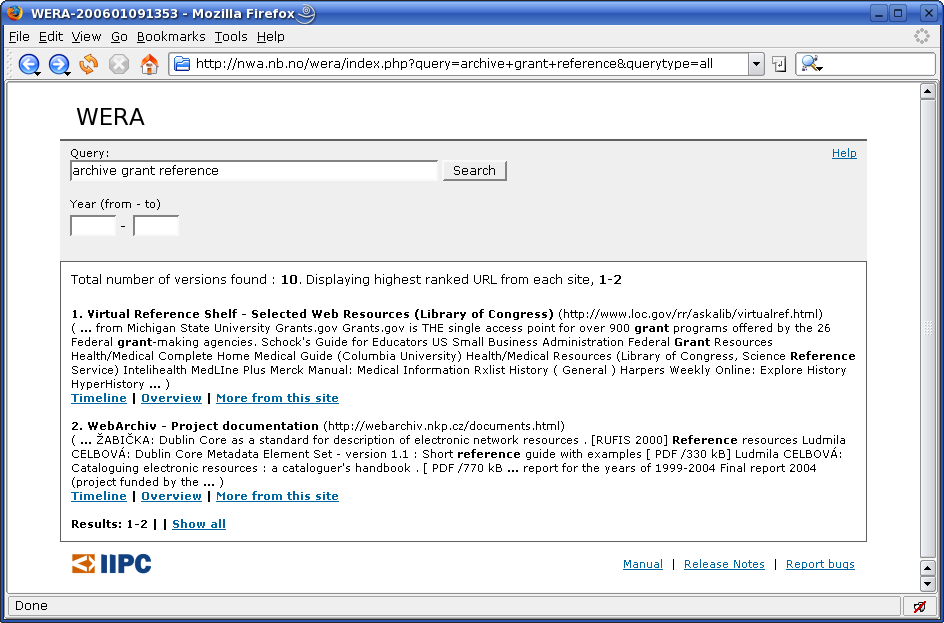 WERA-200601091353 - Mozilla Firefox
File Edit View Go Bookmarks Tools Help
http://nwa.nb.no/wera/index.php?query=archive+grant+reference&querytype=all
WERA
Query:
Help
archive grant reference
Search
Year (from - to)
-
Total number of versions found : 10. Displaying highest ranked URL from each site, 1-2
1. Virtual Reference Shelf - Selected Web Resources (Library of Congress) (http://www.loc.gov/rr/askalib/virtualref.html)
( ... from Michigan State University Grants.gov Grants.gov is THE single access point for over 900 grant programs offered by the 26
Federal grant-making agencies. Schock's Guide for Educators US Small Business Administration Federal Grant Resources
Health/Medical Complete Home Medical Guide (Columbia University) Health/Medical Resources (Library of Congress, Science Reference
Service) Intelihealth MedLIne Plus Merck Manual: Medical Information Rxlist History ( General ) Harpers Weekly Online: Explore History
HyperHistory ... )
Timeline | Overview | More from this site
2. WebArchiv - Project documentation (http://webarchiv.nkp.cz/documents.html)
( ... ŽABIČKA: Dublin Core as a standard for description of electronic network resources . [RUFIS 2000] Reference resources Ludmila
CELBOVÁ: Dublin Core Metadata Element Set - version 1.1 : Short reference guide with examples [ PDF /330 kB] Ludmila CELBOVÁ:
Cataloguing electronic resources : a cataloguer's handbook . [ PDF /770 kB ... report for the years of 1999-2004 Final report 2004
(project funded by the ... )
Timeline | Overview | More from this site
Results: 1-2 | | Show all
IIPC
Manual | Release Notes | Report bugs
Done